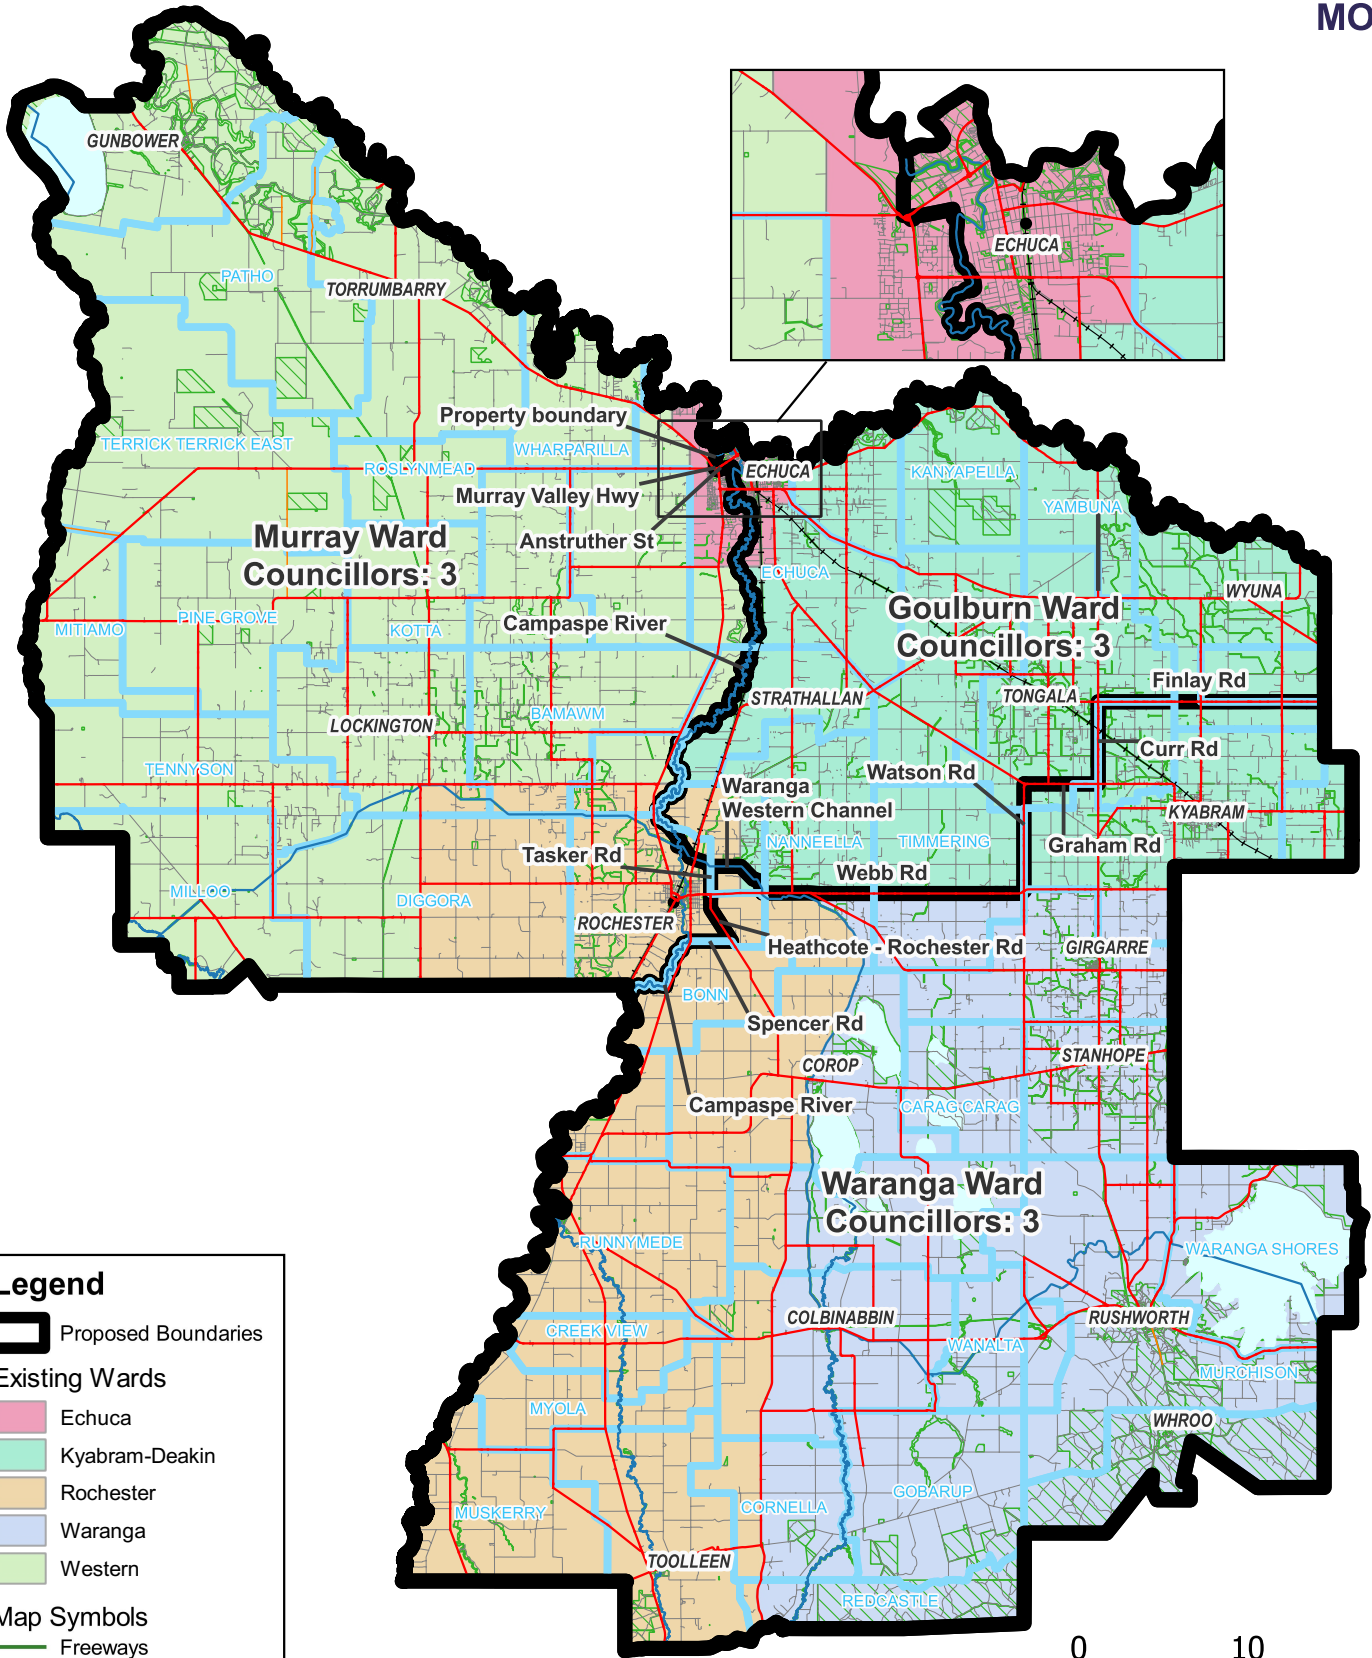 MO
GUNBOWER
ECHUCA
PATHO
TORRUMBARRY
Property boundary
TERRICK TERRICK EAST
WHARPARILLA
ROSLYNMEAD
ECHUCA
KANYAPELLA
Murray Valley Hwy
YAMBUNA
Murray Ward
Councillors: 3
Anstruther St
ECHUCA
WYUNA
Goulburn Ward
Councillors: 3
PINE GROVE
MITIAMO
KOTTA
Campaspe River
Finlay Rd
STRATHALLAN
TONGALA
BAMAWM
LOCKINGTON
Curr Rd
TENNYSON
Watson Rd
Waranga
Western Channel
KYABRAM
NANNEELLA
TIMMERING
Graham Rd
Tasker Rd
Webb Rd
MILLOO
DIGGORA
ROCHESTER
Heathcote - Rochester Rd
GIRGARRE
BONN
Spencer Rd
STANHOPE
COROP
Campaspe River
CARAG CARAG
Waranga Ward
Councillors: 3
RUNNYMEDE
WARANGA SHORES
COLBINABBIN
RUSHWORTH
CREEK VIEW
WANALTA
MURCHISON
MYOLA
WHROO
GOBARUP
MUSKERRY
CORNELLA
TOOLLEEN
REDCASTLE
Legend
Proposed Boundaries
Existing Wards
Echuca
Kyabram-Deakin
Rochester
Waranga
Western
Map Symbols
Freeways
0 10